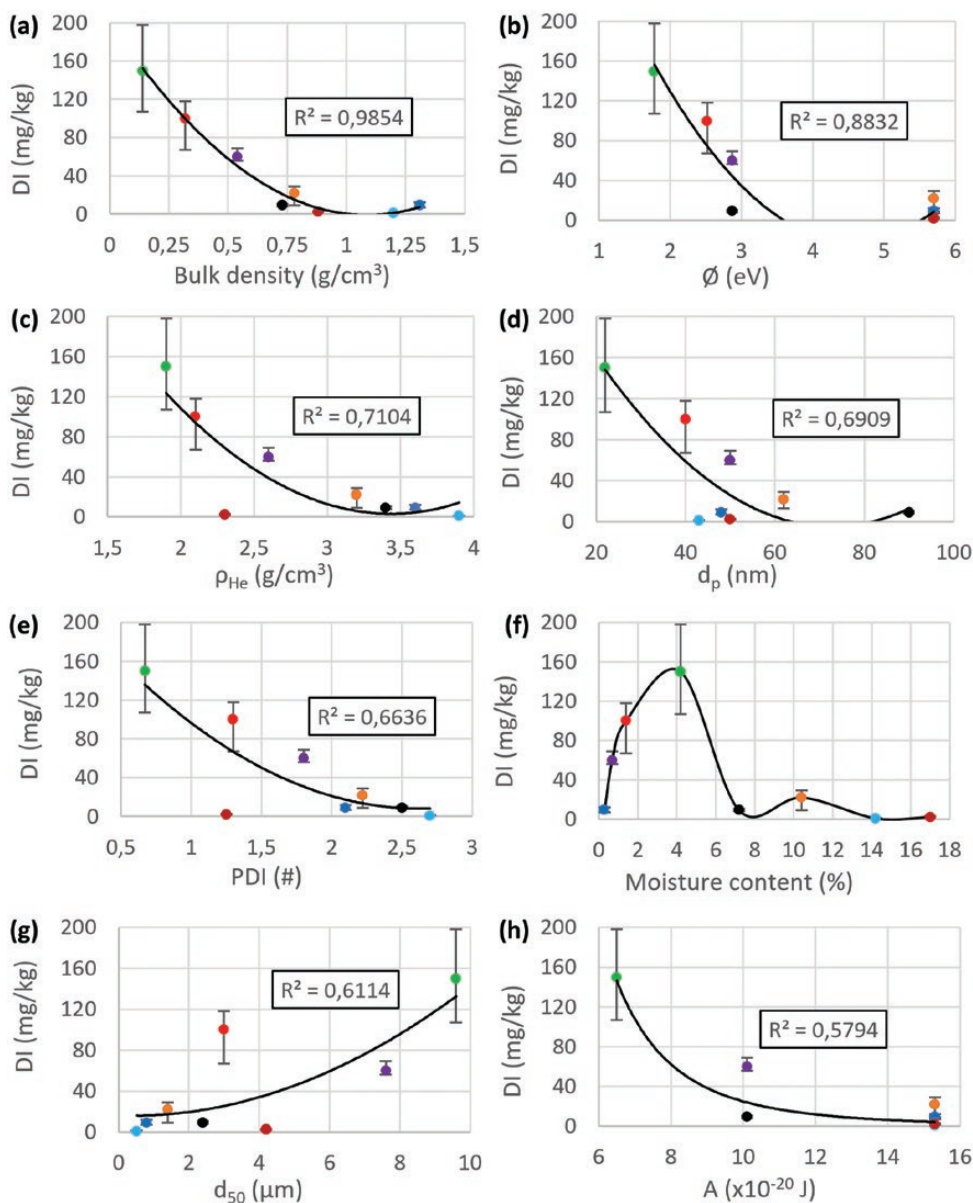 (a)
200
160
120
80
40
0
DI (mg/kg)
R² = 0,9854
0 0,25 0,5 0,75 1 1,25 1,5
Bulk density (g/cm³)
(b)
200
160
120
80
40
0
DI (mg/kg)
R² = 0,8832
1 2 3 4 5 6
Ø (eV)
(c)
200
160
120
80
40
0
DI (mg/kg)
R² = 0,7104
1,5 2 2,5 3 3,5 4
ρHe (g/cm³)
(d)
200
160
120
80
40
0
DI (mg/kg)
R² = 0,6909
20 40 60 80 100
dp (nm)
(e)
200
160
120
80
40
0
DI (mg/kg)
R² = 0,6636
0,5 1 1,5 2 2,5 3
PDI (#)
(f)
200
160
120
80
40
0
DI (mg/kg)
0 2 4 6 8 10 12 14 16 18
Moisture content (%)
(g)
200
160
120
80
40
0
DI (mg/kg)
R² = 0,6114
0 2 4 6 8 10
d50 (μm)
(h)
200
160
120
80
40
0
DI (mg/kg)
R² = 0,5794
6 8 10 12 14 16
A (x10⁻²⁰ J)